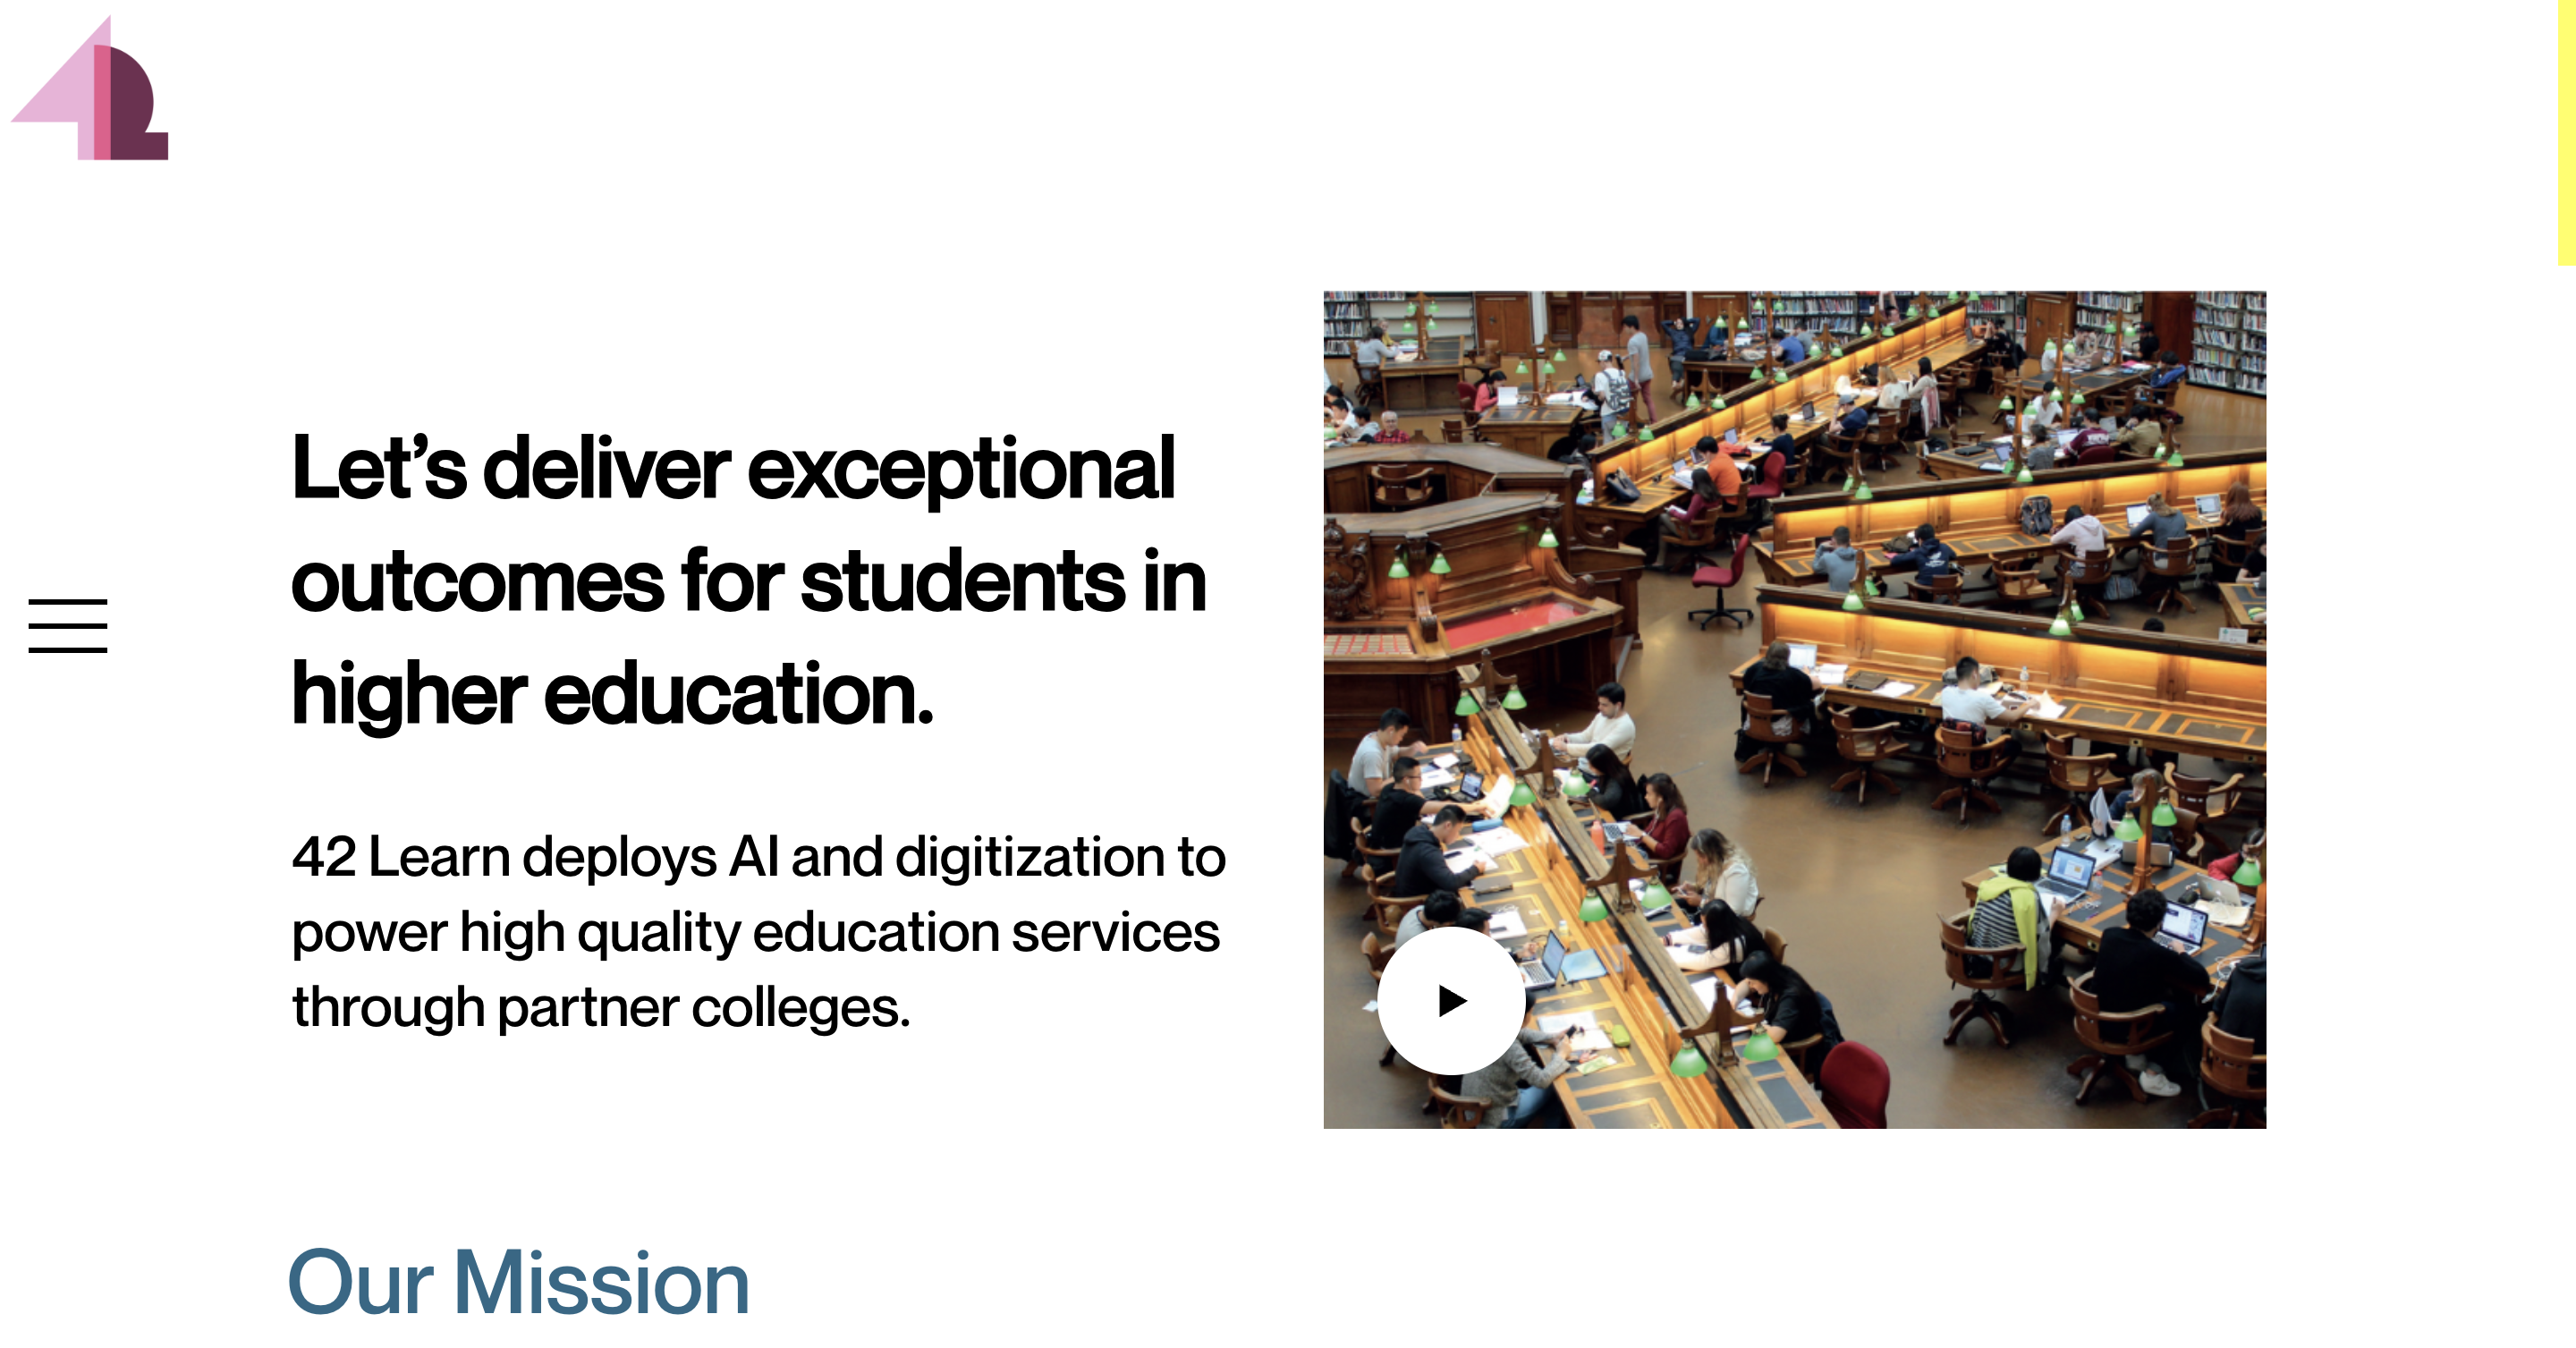 42
Let’s deliver exceptional
outcomes for students in
higher education.
42 Learn deploys AI and digitization to
power high quality education services
through partner colleges.
Our Mission